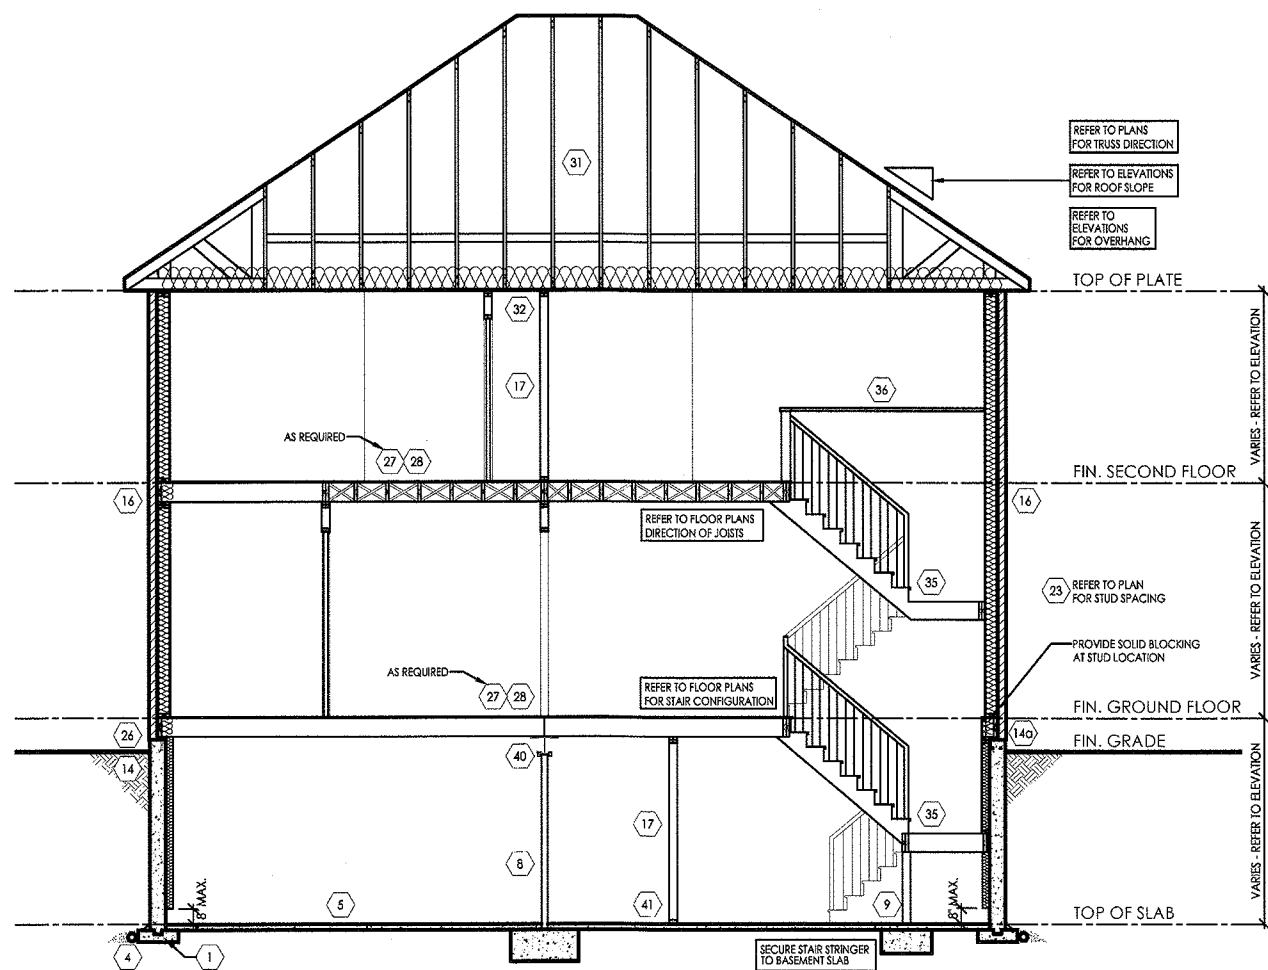 REFER TO PLANS
FOR TRUSS DIRECTION
31
REFER TO ELEVATIONS
FOR ROOF SLOPE
REFER TO
ELEVATIONS
FOR OVERHANG
TOP OF PLATE
32
VARIES - REFER TO ELEVATION
17
36
AS REQUIRED
27 28
FIN. SECOND FLOOR
16
16
REFER TO FLOOR PLANS
DIRECTION OF JOISTS
VARIES - REFER TO ELEVATION
35
23 REFER TO PLAN
FOR STUD SPACING
PROVIDE SOLID BLOCKING
AT STUD LOCATION
AS REQUIRED
27 28
REFER TO FLOOR PLANS
FOR STAIR CONFIGURATION
FIN. GROUND FLOOR
26
14a
FIN. GRADE
40
14
VARIES - REFER TO ELEVATION
35
17
8
8" MAX.
8" MAX.
5
41
9
TOP OF SLAB
4
1
SECURE STAIR STRINGER
TO BASEMENT SLAB